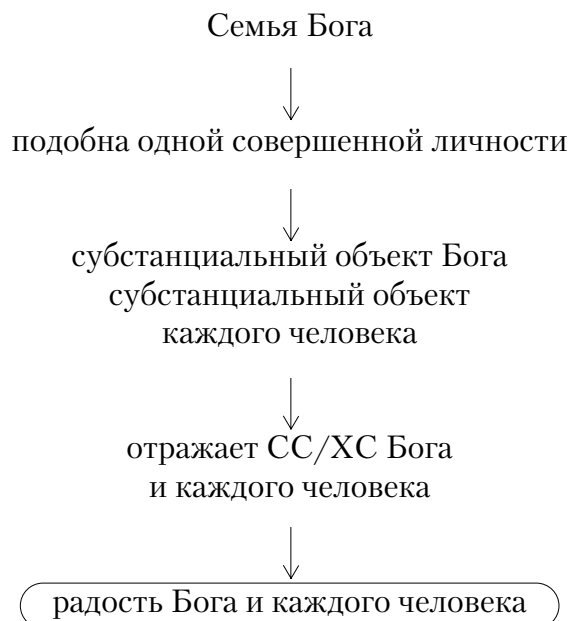 Семья Бога
подобна одной совершенной личности
субстанциальный объект Бога
субстанциальный объект
каждого человека
отражает СС/ХС Бога
и каждого человека
радость Бога и каждого человека